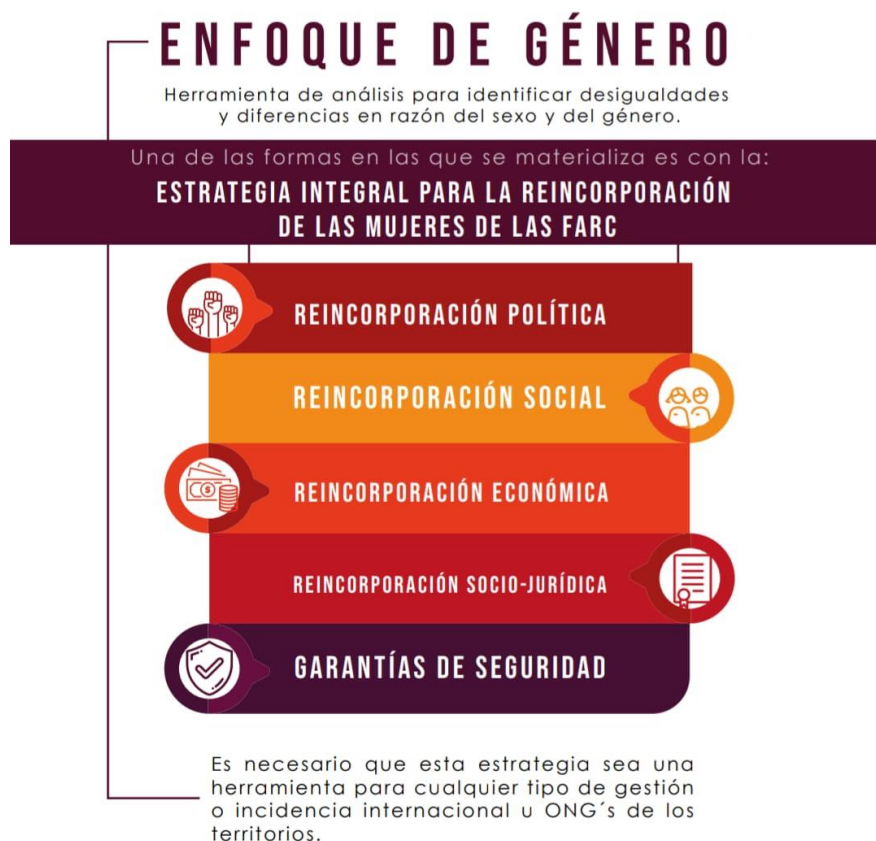 ENFOQUE DE GÉNERO
Herramienta de análisis para identificar desigualdades
y diferencias en razón del sexo y del género.
Una de las formas en las que se materializa es con la:
ESTRATEGIA INTEGRAL PARA LA REINCORPORACIÓN
DE LAS MUJERES DE LAS FARC
REINCORPORACIÓN POLÍTICA
REINCORPORACIÓN SOCIAL
REINCORPORACIÓN ECONÓMICA
REINCORPORACIÓN SOCIO-JURÍDICA
GARANTÍAS DE SEGURIDAD
Es necesario que esta estrategia sea una
herramienta para cualquier tipo de gestión
o incidencia internacional u ONG´s de los
territorios.